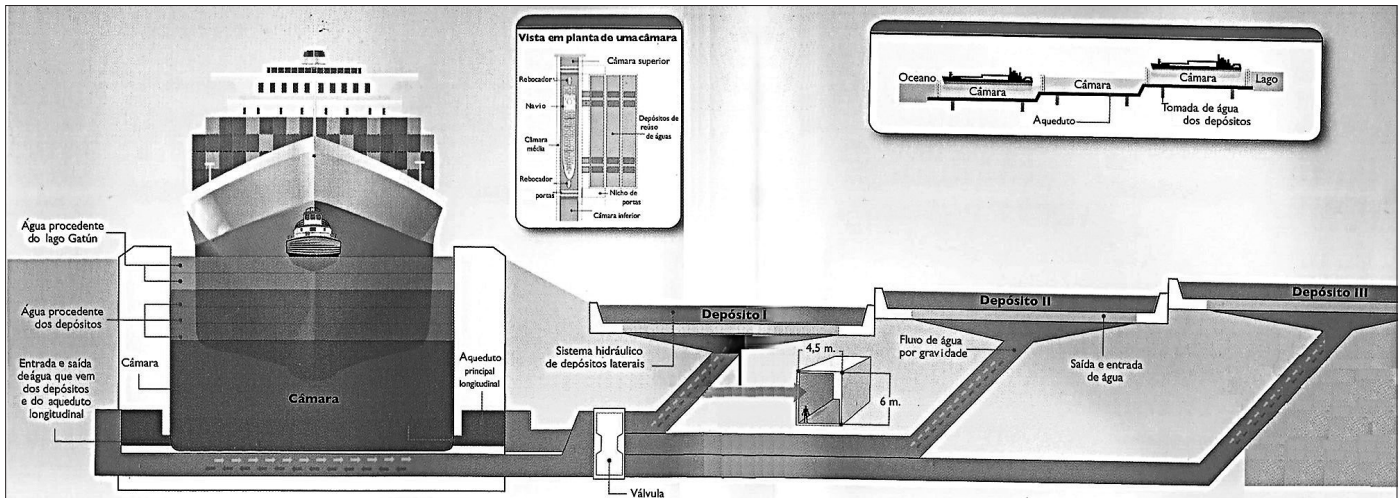 Vista em planta de uma câmara
Câmara superior
Rebocador
Navio
Depósitos de
reúso
de águas
Câmara
média
Rebocador
portas
Nicho de
portas
Câmara inferior
Oceano
Câmara
Câmara
Câmara
Lago
Aqueduto
Tomada de água
dos depósitos
Água procedente
do lago Gatún
Água procedente
dos depósitos
Entrada e saída
de água que vem
dos depósitos
e do aqueduto
longitudinal
Câmara
Câmara
Aqueduto
principal
longitudinal
Depósito I
Depósito II
Depósito III
Sistema hidráulico
de depósitos laterais
4,5 m.
6 m.
Fluxo de água
por gravidade
Saída e entrada
de água
Válvula